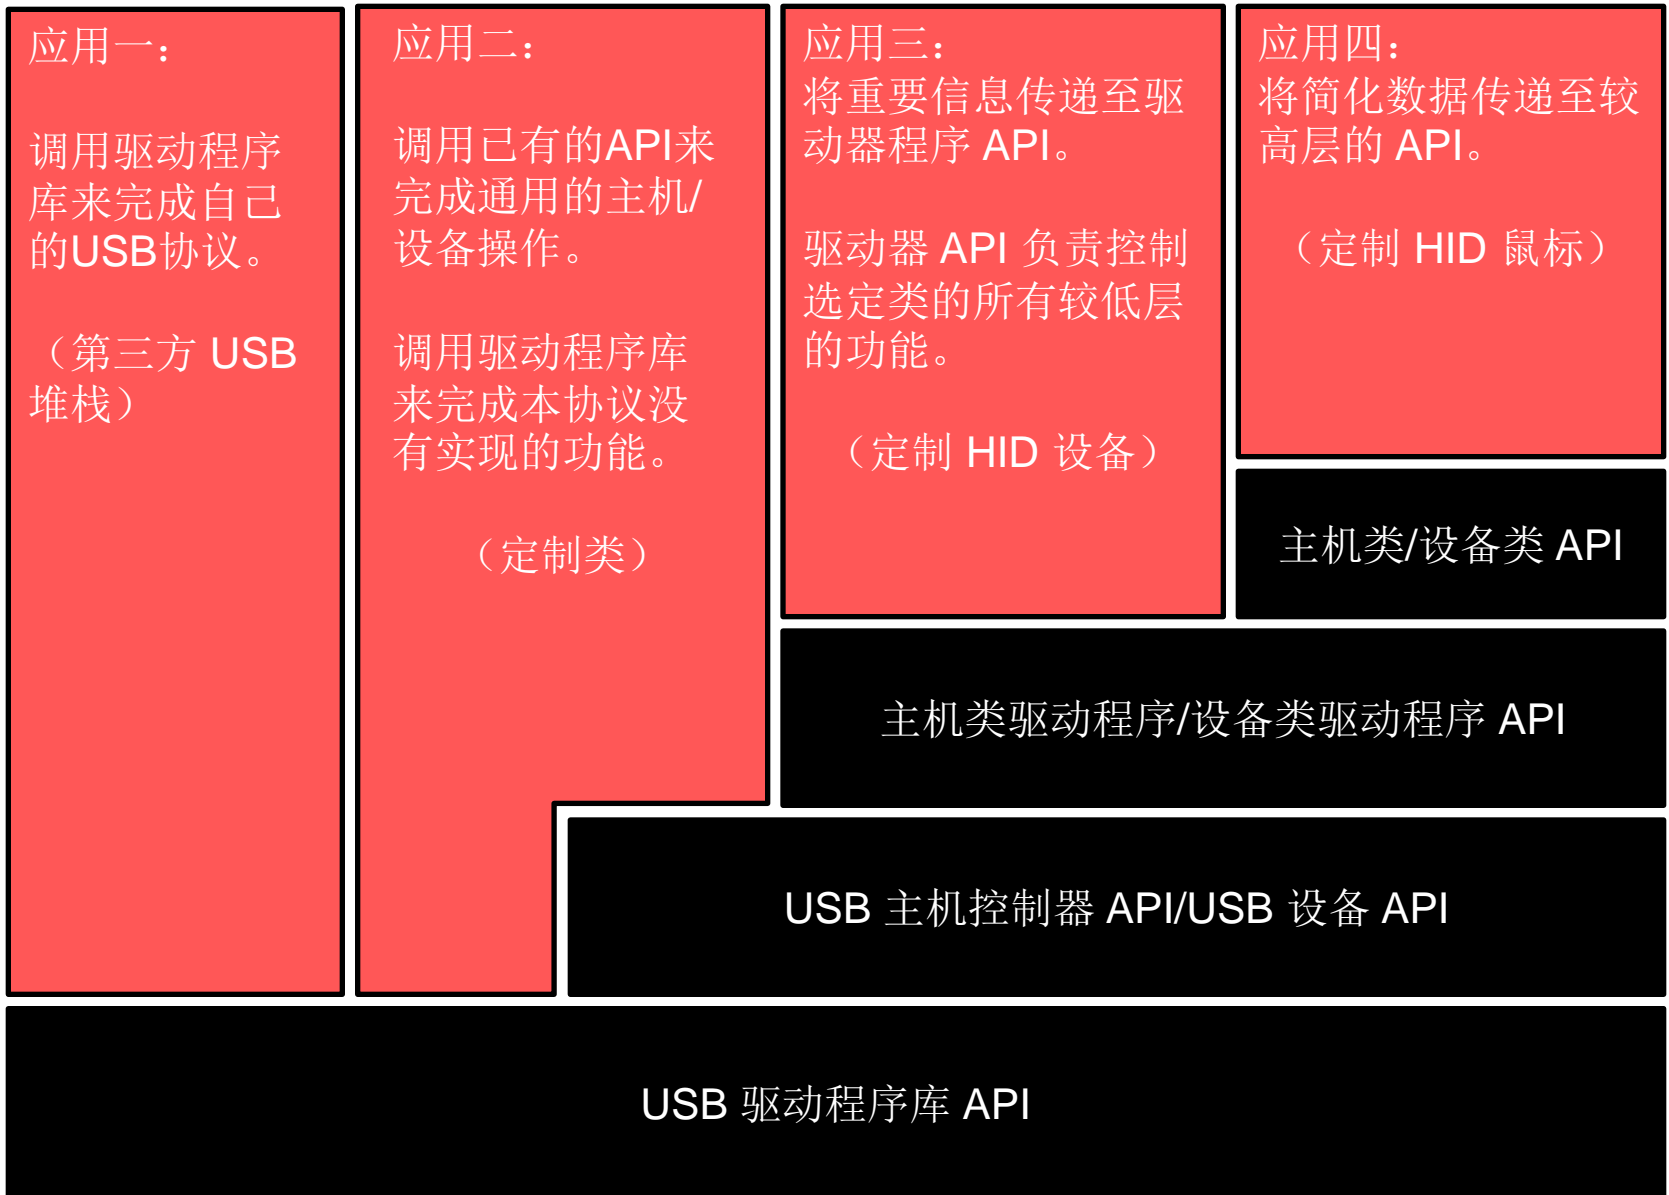 应用一：
调用驱动程序
库来完成自己
的USB协议。
（第三方 USB
堆栈）
应用二：
调用已有的API来
完成通用的主机/
设备操作。
调用驱动程序库
来完成本协议没
有实现的功能。
（定制类）
应用三：
将重要信息传递至驱
动器程序 API。
驱动器 API 负责控制
选定类的所有较低层
的功能。
（定制 HID 设备）
应用四：
将简化数据传递至较
高层的 API。
（定制 HID 鼠标）
主机类/设备类 API
主机类驱动程序/设备类驱动程序 API
USB 主机控制器 API/USB 设备 API
USB 驱动程序库 API